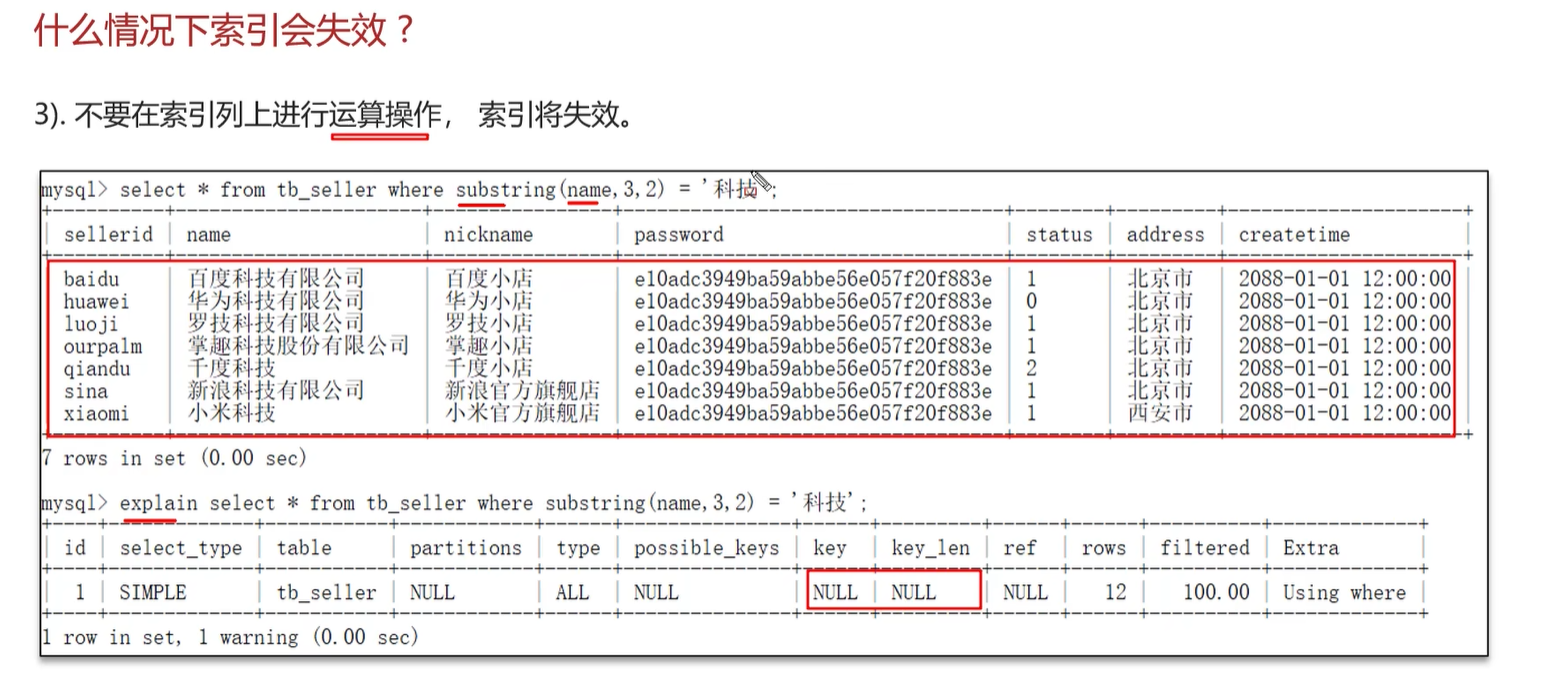 什么情况下索引会失效？
3). 不要在索引列上进行运算操作， 索引将失效。
mysql> select * from tb_seller where substring(name,3,2) = '科技';
sellerid | name | nickname | password | status | address | createtime
baidu | 百度科技有限公司 | 百度小店 | e10adc3949ba59abbe56e057f20f883e | 1 | 北京市 | 2088-01-01 12:00:00
huawei | 华为科技有限公司 | 华为小店 | e10adc3949ba59abbe56e057f20f883e | 0 | 北京市 | 2088-01-01 12:00:00
luoji | 罗技科技有限公司 | 罗技小店 | e10adc3949ba59abbe56e057f20f883e | 1 | 北京市 | 2088-01-01 12:00:00
ourpalm | 掌趣科技股份有限公司 | 掌趣小店 | e10adc3949ba59abbe56e057f20f883e | 1 | 北京市 | 2088-01-01 12:00:00
qiandu | 千度科技 | 千度小店 | e10adc3949ba59abbe56e057f20f883e | 2 | 北京市 | 2088-01-01 12:00:00
sina | 新浪科技有限公司 | 新浪官方旗舰店 | e10adc3949ba59abbe56e057f20f883e | 1 | 北京市 | 2088-01-01 12:00:00
xiaomi | 小米科技 | 小米官方旗舰店 | e10adc3949ba59abbe56e057f20f883e | 1 | 西安市 | 2088-01-01 12:00:00
7 rows in set (0.00 sec)
mysql> explain select * from tb_seller where substring(name,3,2) = '科技';
id | select_type | table | partitions | type | possible_keys | key | key_len | ref | rows | filtered | Extra
1 | SIMPLE | tb_seller | NULL | ALL | NULL | NULL | NULL | NULL | 12 | 100.00 | Using where
1 row in set, 1 warning (0.00 sec)